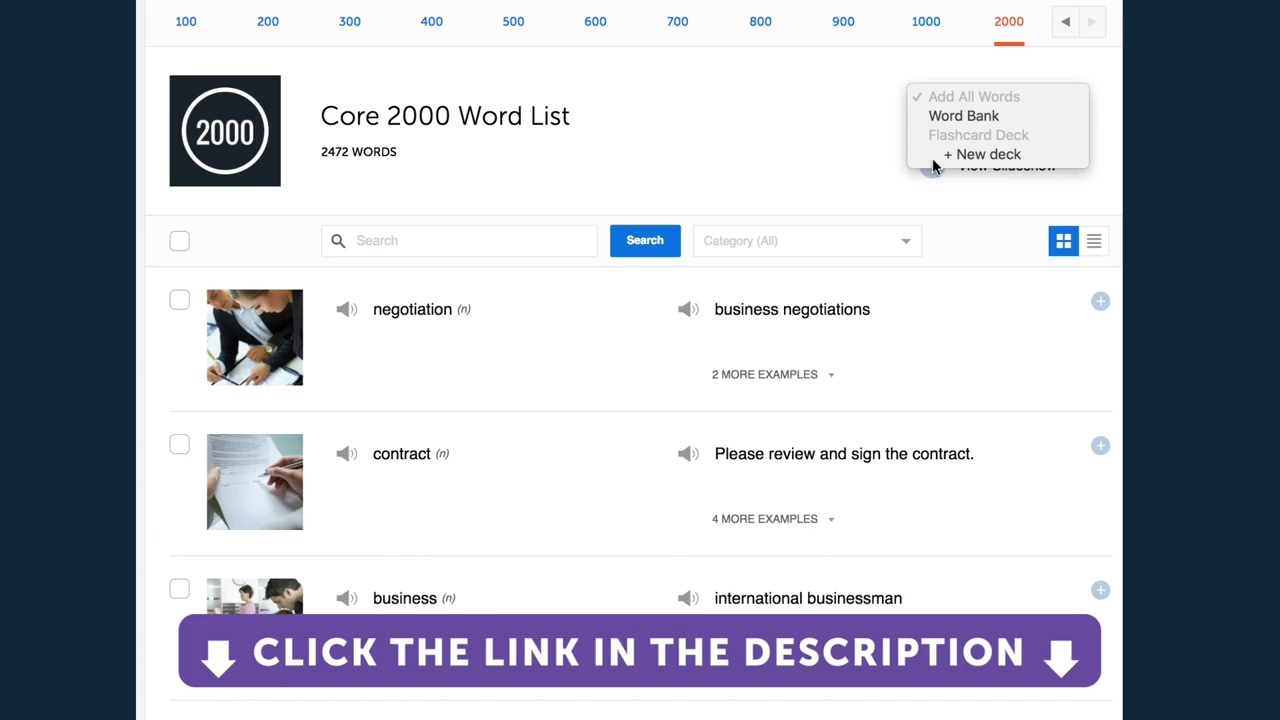 100 200 300 400 500 600 700 800 900 1000 2000
2000
Core 2000 Word List
2472 WORDS
✓ Add All Words
Word Bank
Flashcard Deck
+ New deck
View Slideshow
Search
Search
Category (All)
negotiation (n)
business negotiations
2 MORE EXAMPLES
contract (n)
Please review and sign the contract.
4 MORE EXAMPLES
business (n)
international businessman
CLICK THE LINK IN THE DESCRIPTION